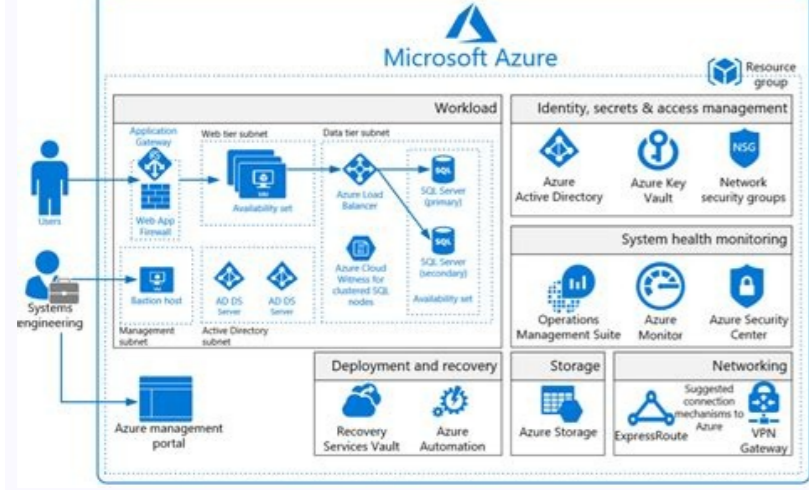 Microsoft Azure
Resource
group
Workload
Application
Gateway
Web App
Firewall
Web tier subnet
Availability set
Data tier subnet
Azure Load
Balancer
SQL
SQL Server
(primary)
SQL
SQL Server
(secondary)
Azure Cloud
Witness for
clustered SQL
nodes
Availability set
Users
Systems
engineering
Bastion host
Management
subnet
AD DS
Server
AD DS
Server
Active Directory
subnet
Azure management
portal
Identity, secrets & access management
Azure
Active Directory
Azure Key
Vault
NSG
Network
security groups
System health monitoring
Operations
Management Suite
Azure
Monitor
Azure Security
Center
Deployment and recovery
Recovery
Services Vault
Azure
Automation
Storage
Azure Storage
Networking
Suggested
connection
mechanisms to
Azure
ExpressRoute
VPN
Gateway